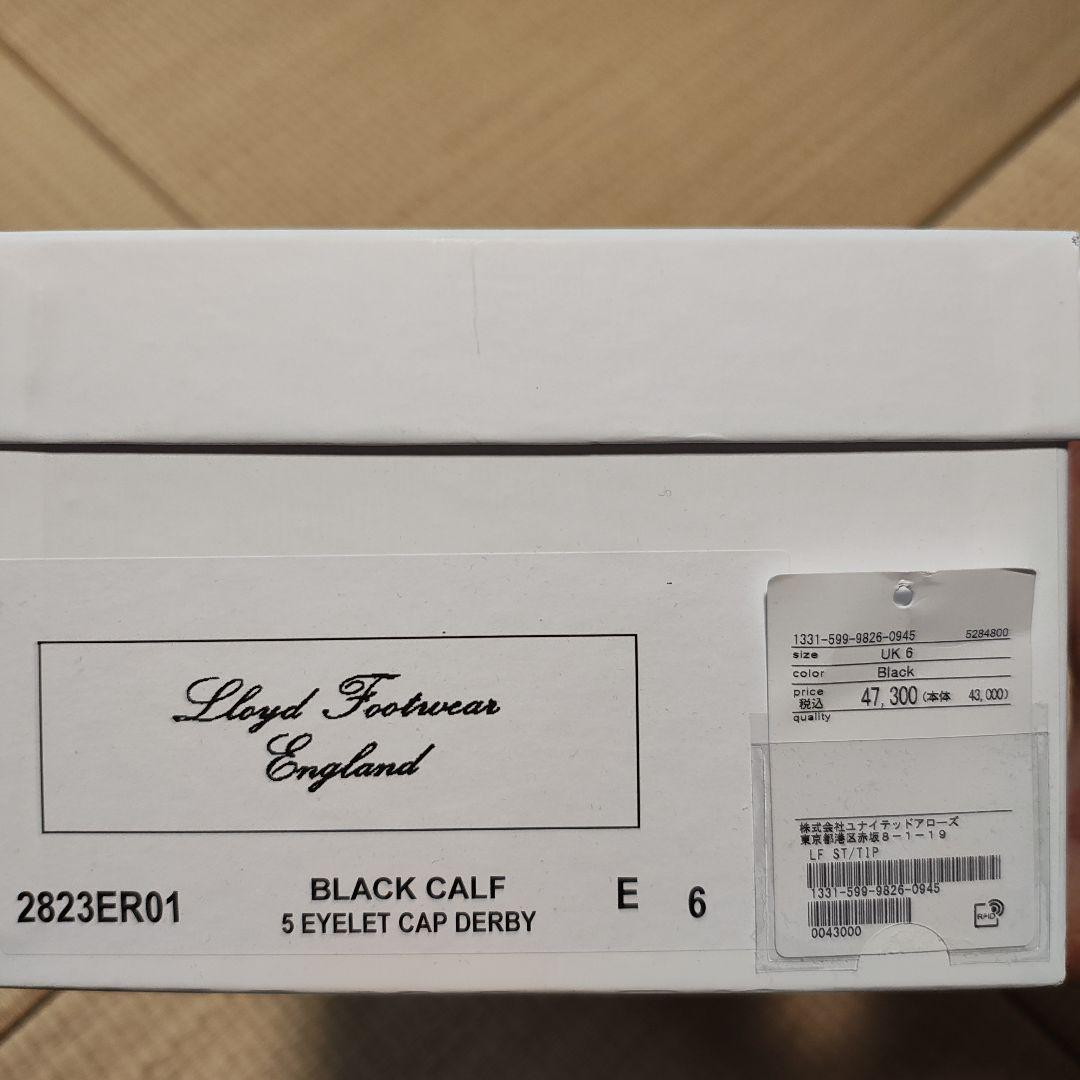 Lloyd Footwear
England
2823ER01
BLACK CALF
5 EYELET CAP DERBY
E
6
1331-599-9826-0945 5284800
size UK 6
color Black
price
税込 47,300 (本体 43,000)
quality
株式会社ユナイテッドアローズ
東京都港区赤坂8-1-19
LF ST/TIP
1331-599-9826-0945
0043000
RFID